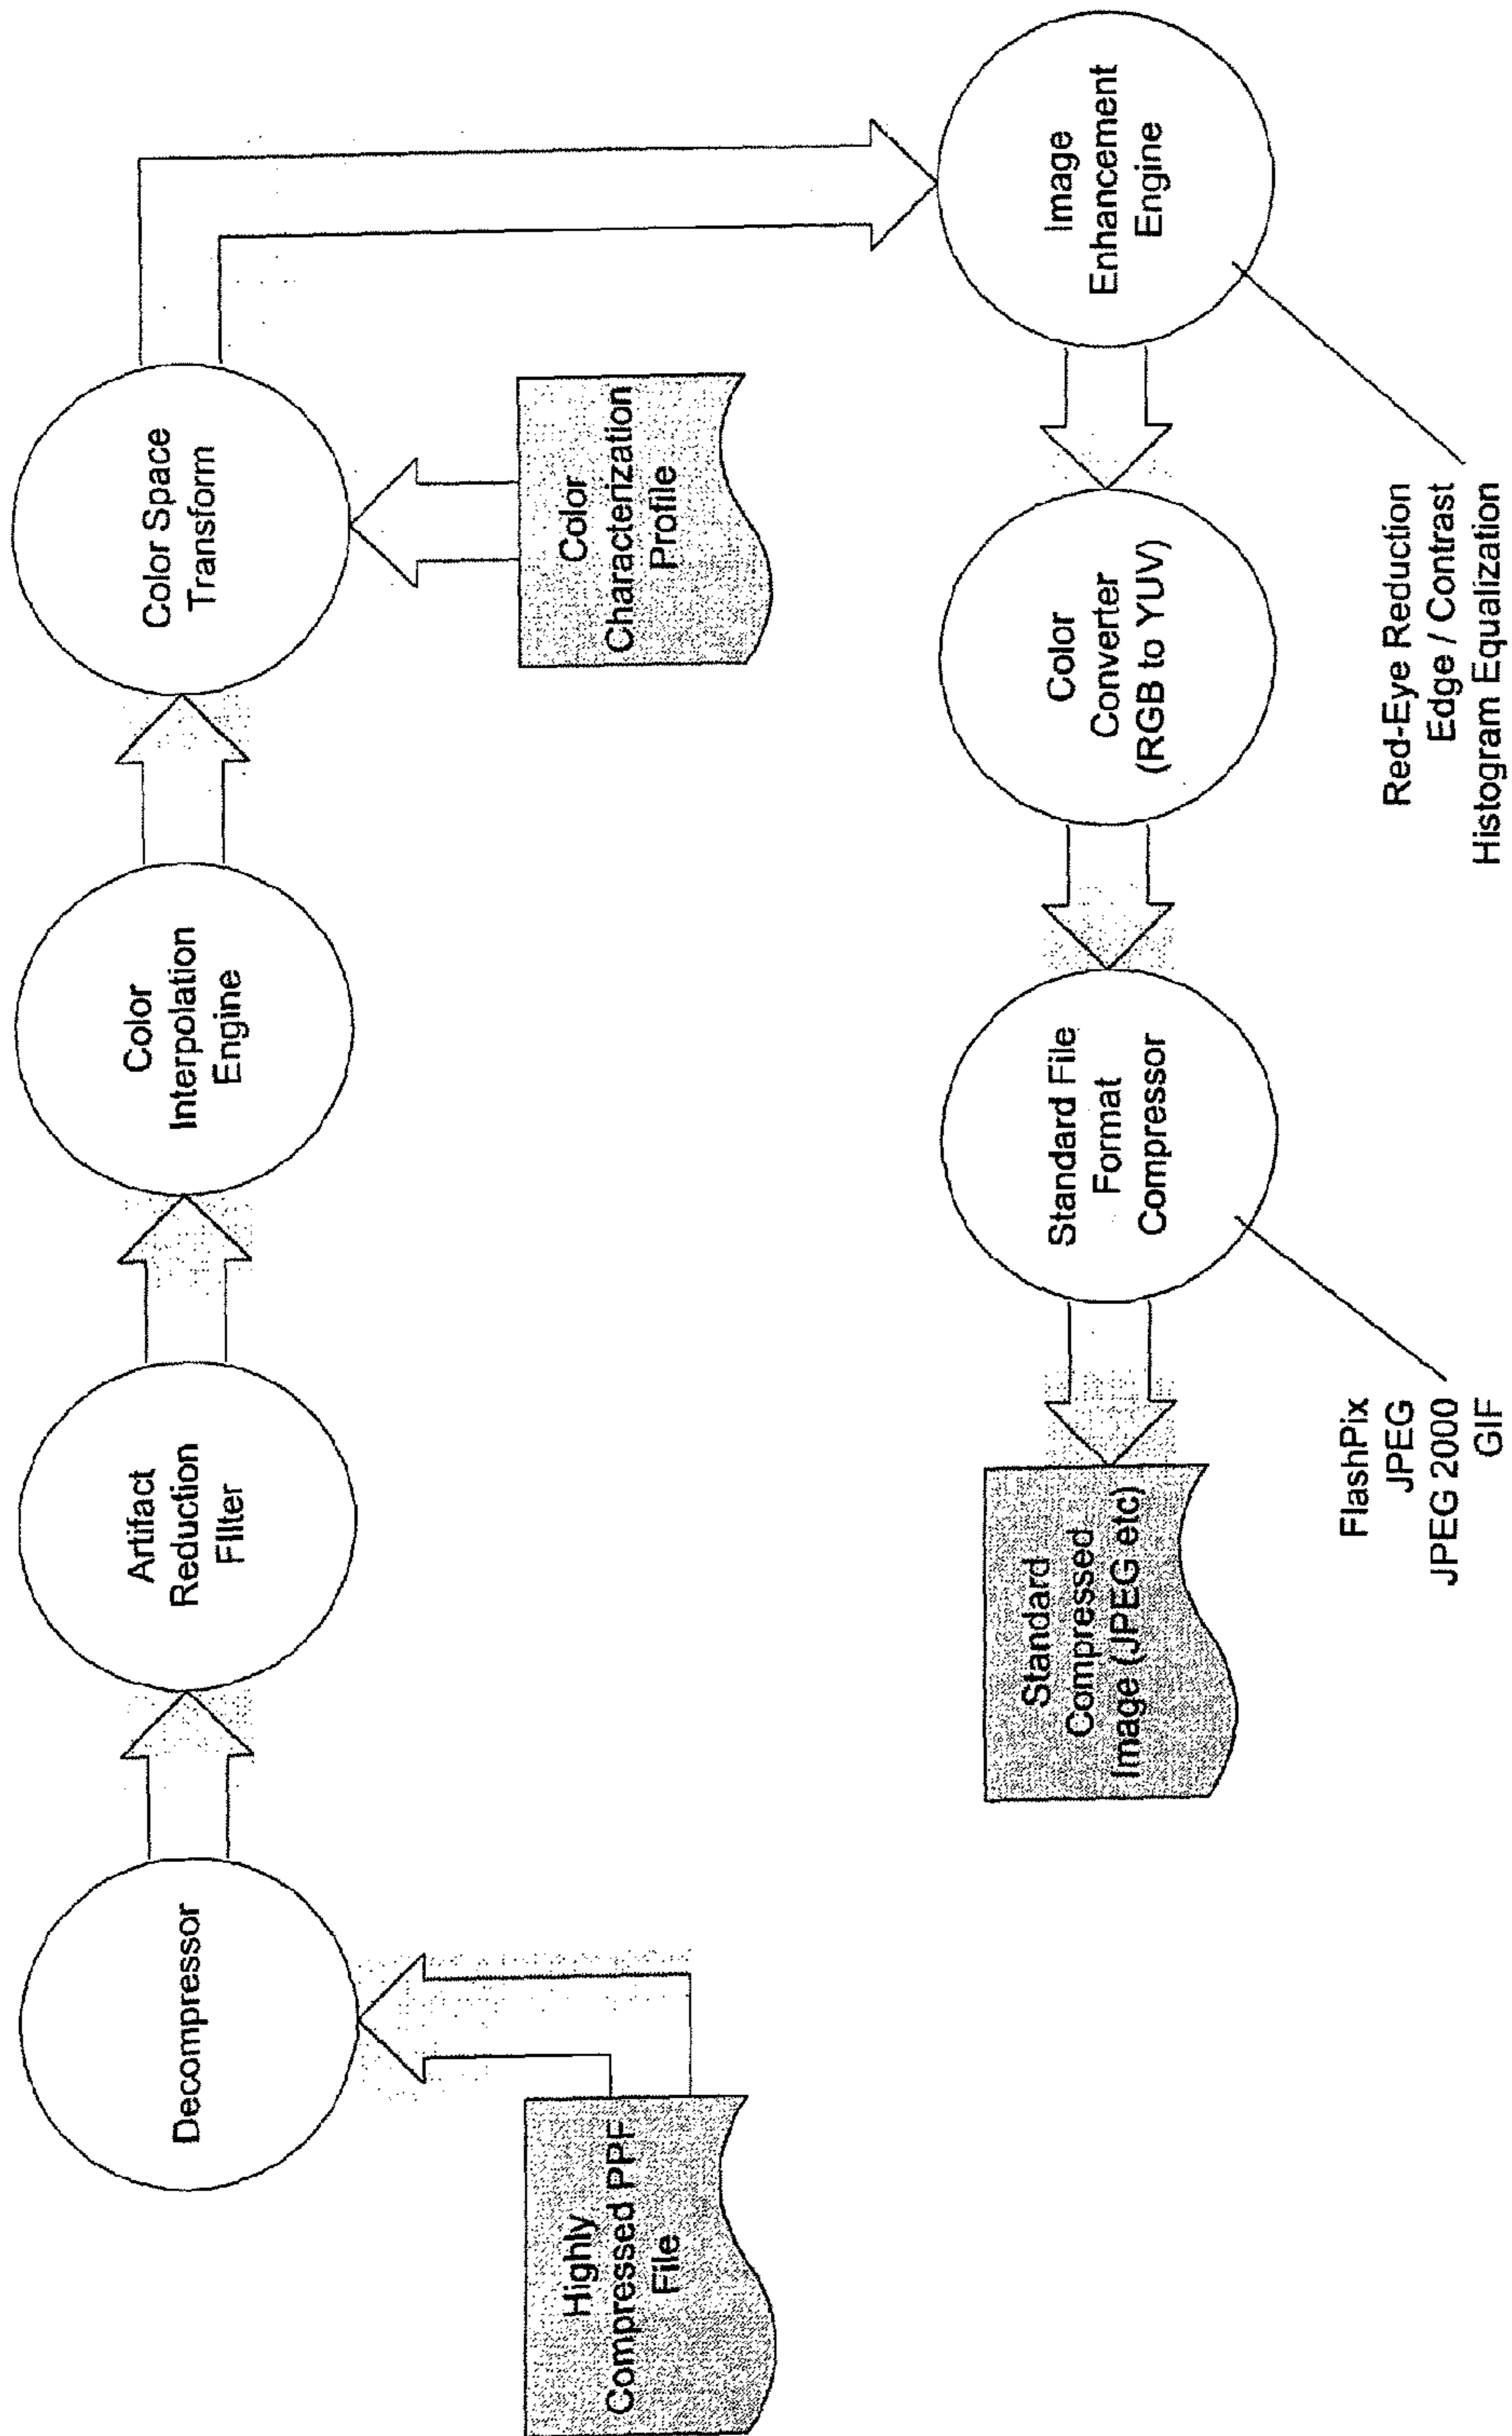 Highly
Compressed PPF
File
Decompressor
Artifact
Reduction
FIlter
Color
Interpolation
Engine
Color Space
Transform
Color
Characterization
Profile
Image
Enhancement
Engine
Red-Eye Reduction
Edge / Contrast
Histogram Equalization
Color
Converter
(RGB to YUV)
Standard File
Format
Compressor
FlashPix
JPEG
JPEG 2000
GIF
Standard
Compressed
Image (JPEG etc)